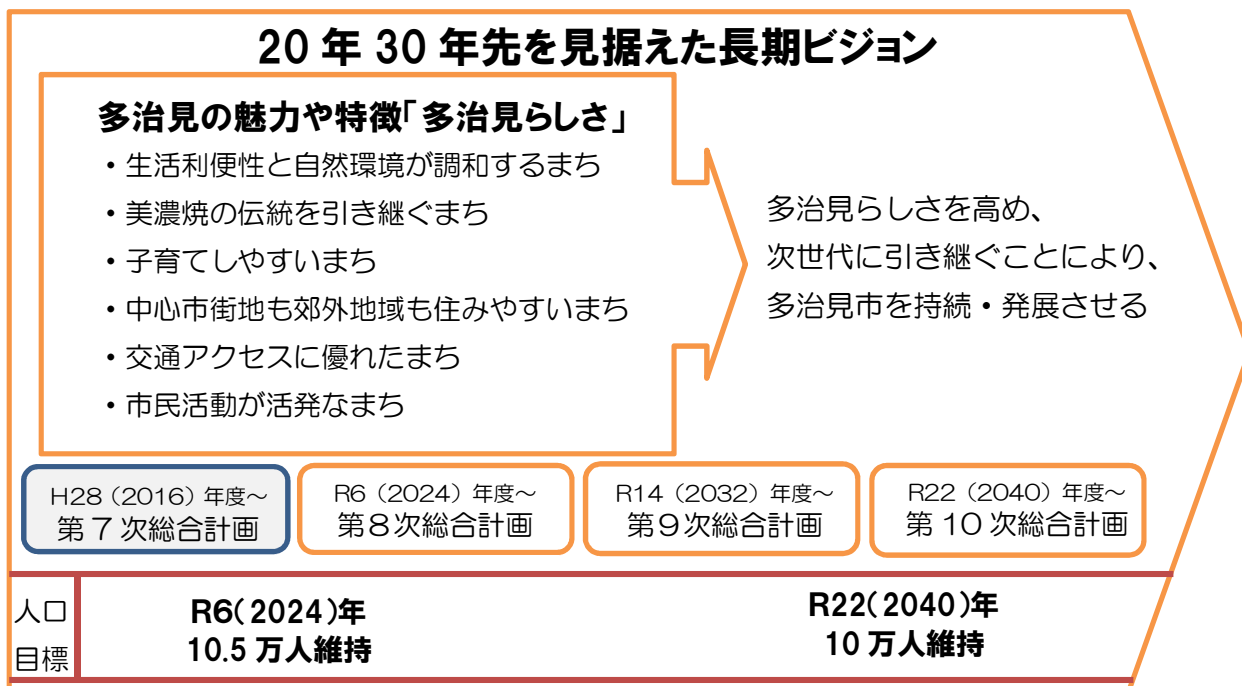 20年30年先を見据えた長期ビジョン
多治見の魅力や特徴「多治見らしさ」
・生活利便性と自然環境が調和するまち
・美濃焼の伝統を引き継ぐまち
・子育てしやすいまち
・中心市街地も郊外地域も住みやすいまち
・交通アクセスに優れたまち
・市民活動が活発なまち
多治見らしさを高め、
次世代に引き継ぐことにより、
多治見市を持続・発展させる
H28（2016）年度～
第７次総合計画
R6（2024）年度～
第８次総合計画
R14（2032）年度～
第９次総合計画
R22（2040）年度～
第10次総合計画
人口
目標
R6(2024)年
10.5万人維持
R22(2040)年
10万人維持